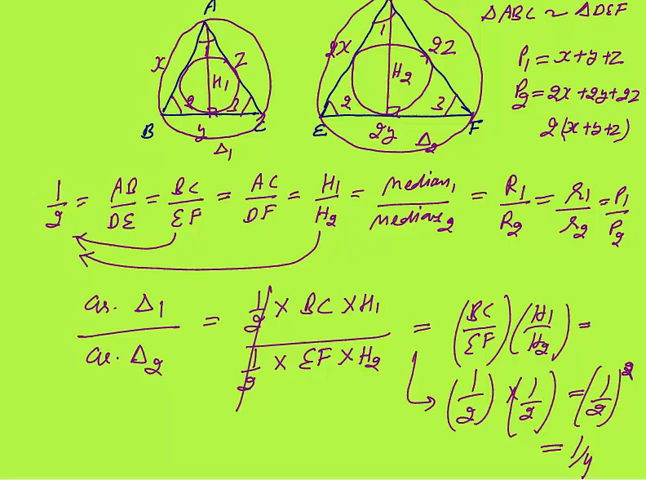 A
ΔABC ~ ΔDEF
x 1 z H₁ 2 3
B y C
Δ₁
2x 1 2z H₂ 2 3
E 2y F
Δ₂
P₁ = x+y+z
P₂ = 2x+2y+2z
2(x+y+z)
1/2 = AB/DE = BC/EF = AC/DF = H₁/H₂ = median₁/median₂ = R₁/R₂ = r₁/r₂ = P₁/P₂
ar. Δ₁/ar. Δ₂ = (1/2 × BC × H₁)/(1/2 × EF × H₂) = (BC/EF)(H₁/H₂) =
(1/2) × (1/2) = (1/2)²
= 1/4